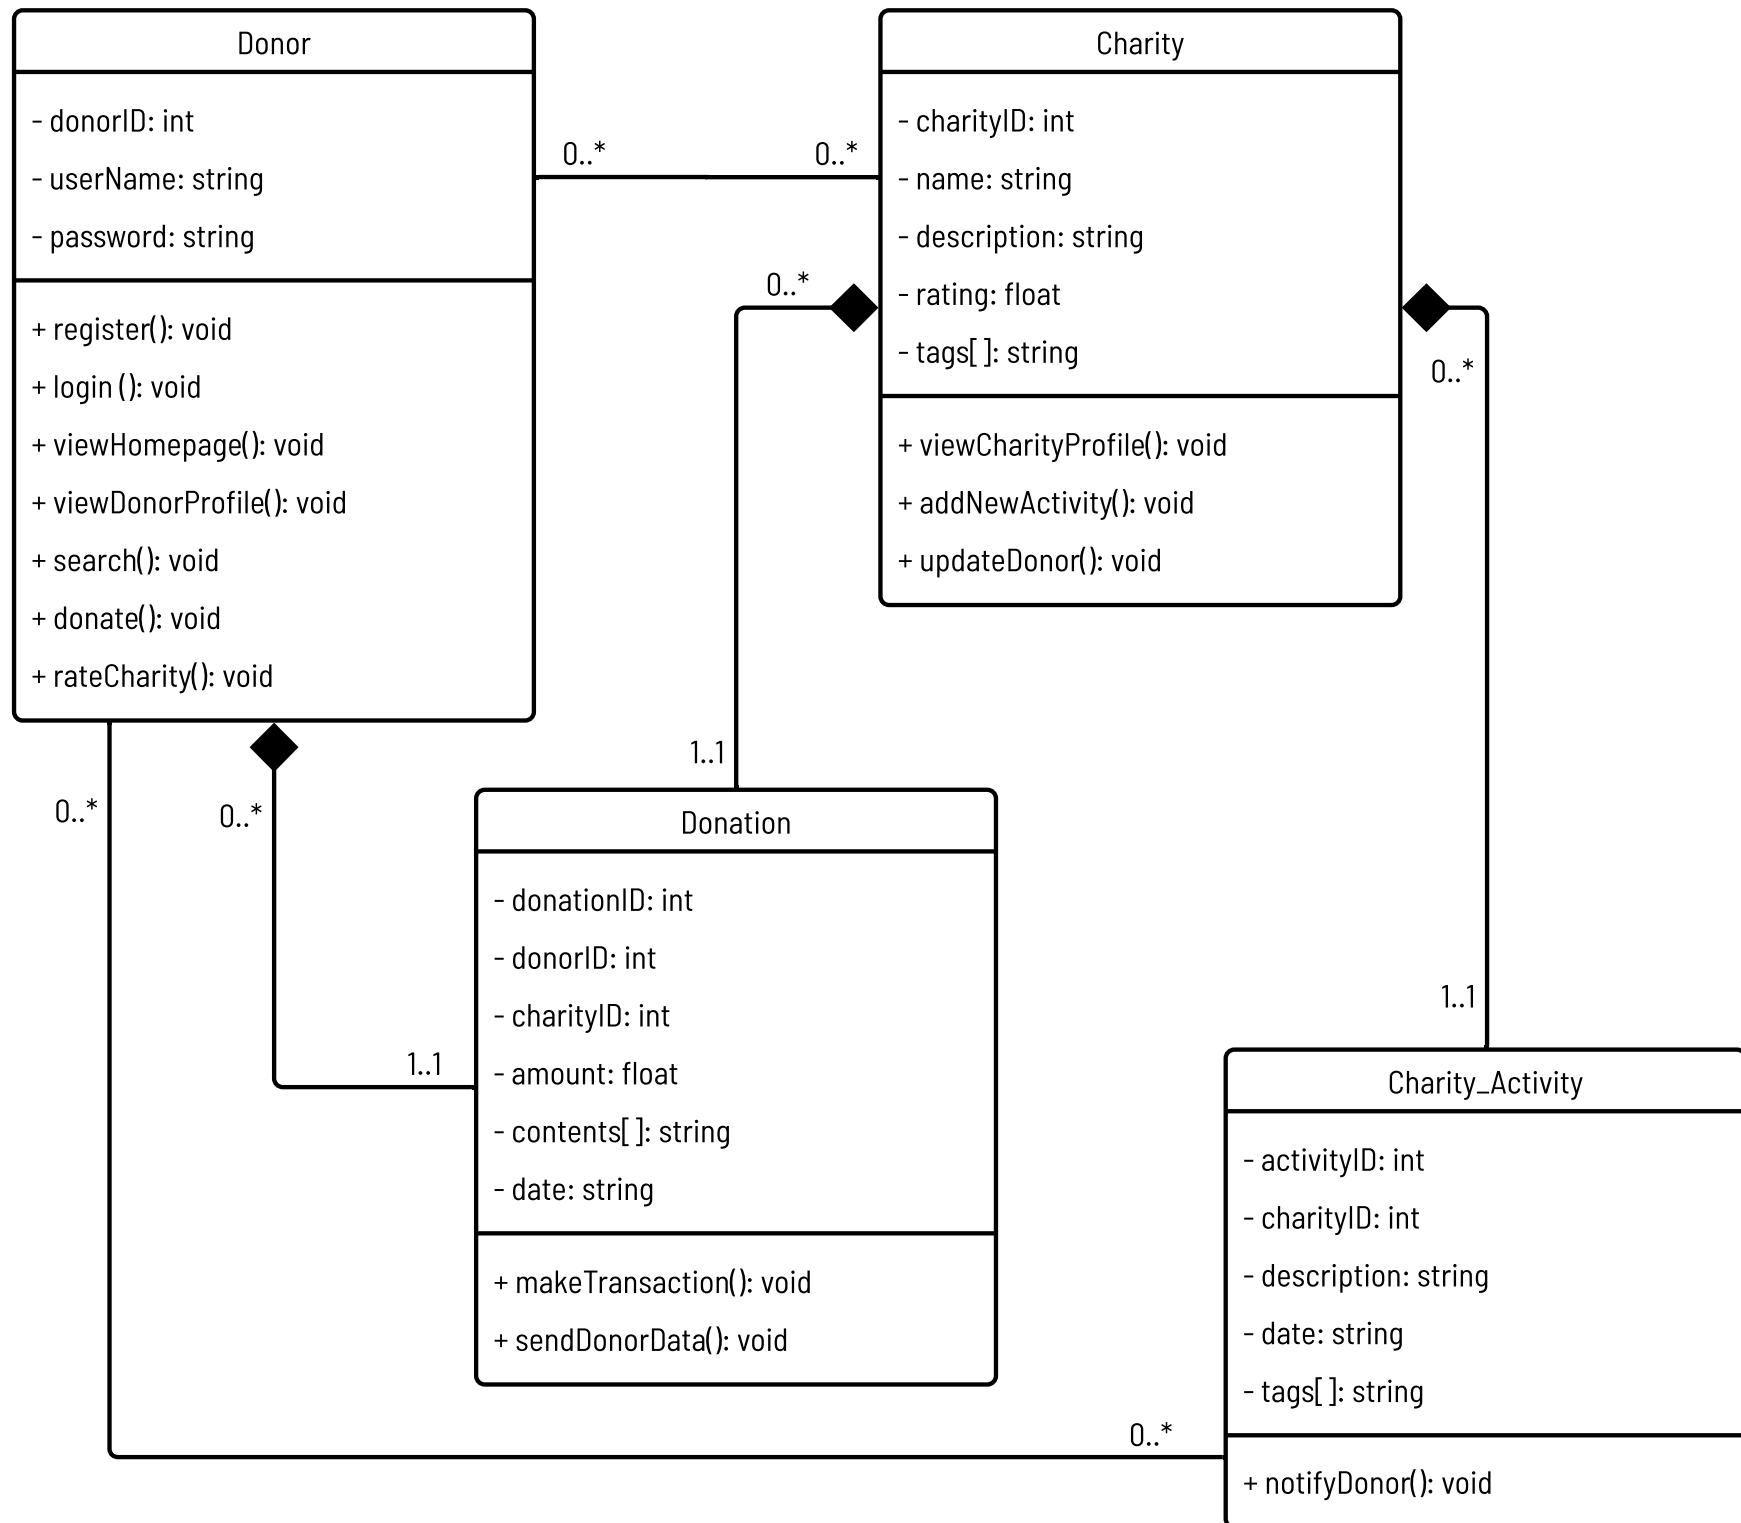 Donor
- donorID: int
- userName: string
- password: string
+ register(): void
+ login (): void
+ viewHomepage(): void
+ viewDonorProfile(): void
+ search(): void
+ donate(): void
+ rateCharity(): void
0..*
0..*
Charity
- charityID: int
- name: string
- description: string
- rating: float
- tags[ ]: string
+ viewCharityProfile(): void
+ addNewActivity(): void
+ updateDonor(): void
0..*
0..*
1..1
0..*
0..*
1..1
Donation
- donationID: int
- donorID: int
- charityID: int
- amount: float
- contents[ ]: string
- date: string
+ makeTransaction(): void
+ sendDonorData(): void
1..1
0..*
Charity_Activity
- activityID: int
- charityID: int
- description: string
- date: string
- tags[ ]: string
+ notifyDonor(): void